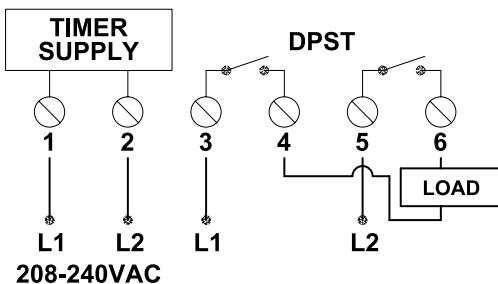 TIMER
SUPPLY
DPST
1 2 3 4 5 6
LOAD
L1 L2 L1 L2
208-240VAC